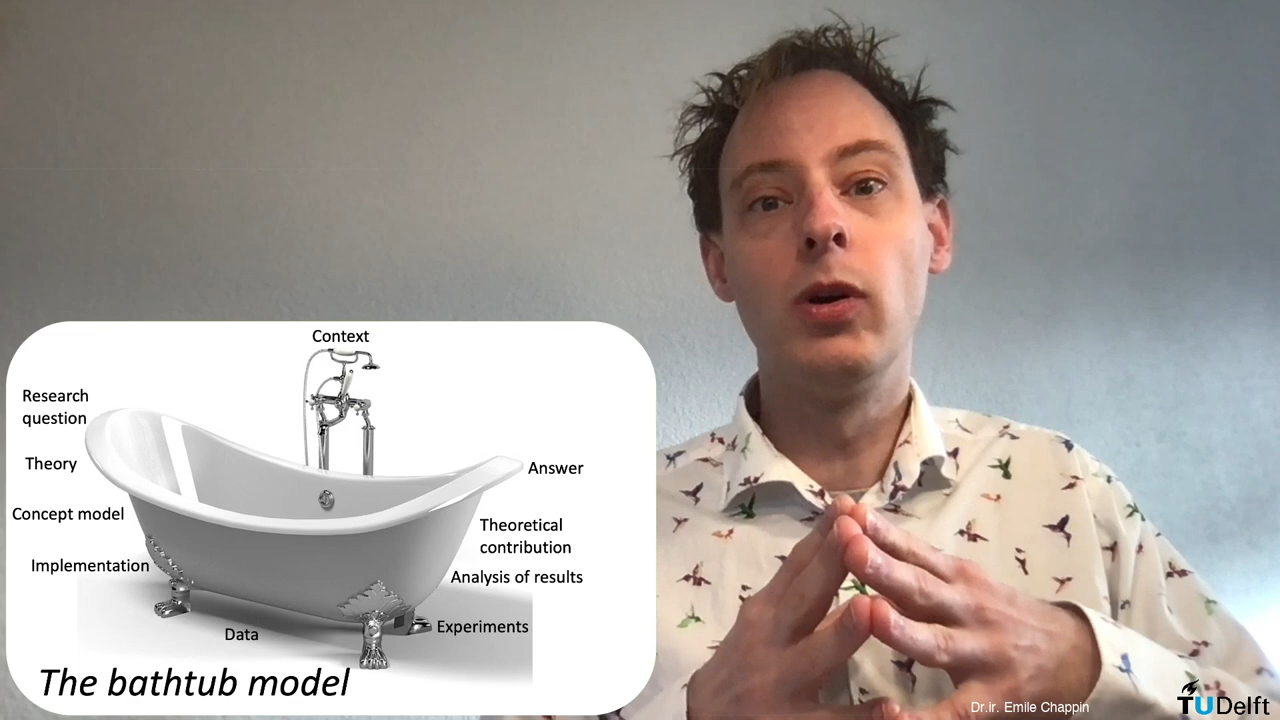 Context
Research
question
Theory
Answer
Concept model
Theoretical
contribution
Implementation
Analysis of results
Data
Experiments
The bathtub model
Dr.ir. Emile Chappin
TUDelft